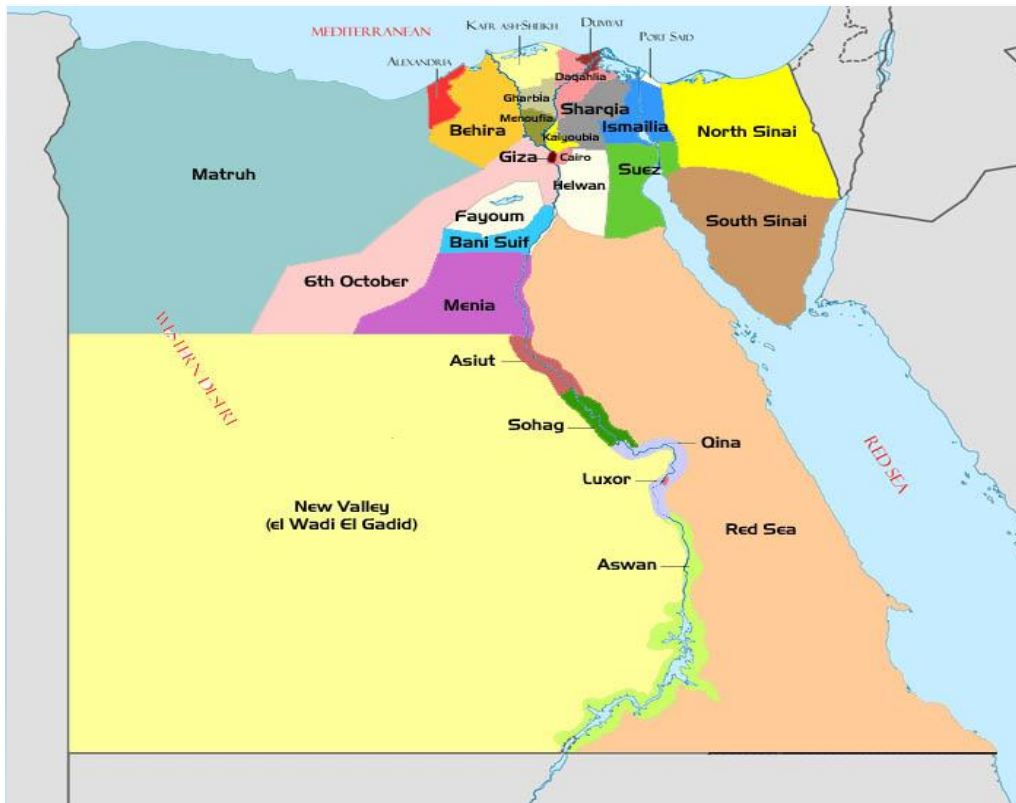 DUMYAT
KAFR ASH-SHEIKH
MEDITERRANEAN
PORT SAID
ALEXANDRIA
Daqahlia
Gharbia
Sharqia
Menoufia
Ismailia
Behira
North Sinai
Kalyoubia
Giza
Cairo
Matruh
Suez
Helwan
Fayoum
South Sinai
Bani Suif
6th October
Menia
WESTERN DESERT
Asiut
Sohag
Qina
RED SEA
Luxor
New Valley
(el Wadi El Gadid)
Red Sea
Aswan